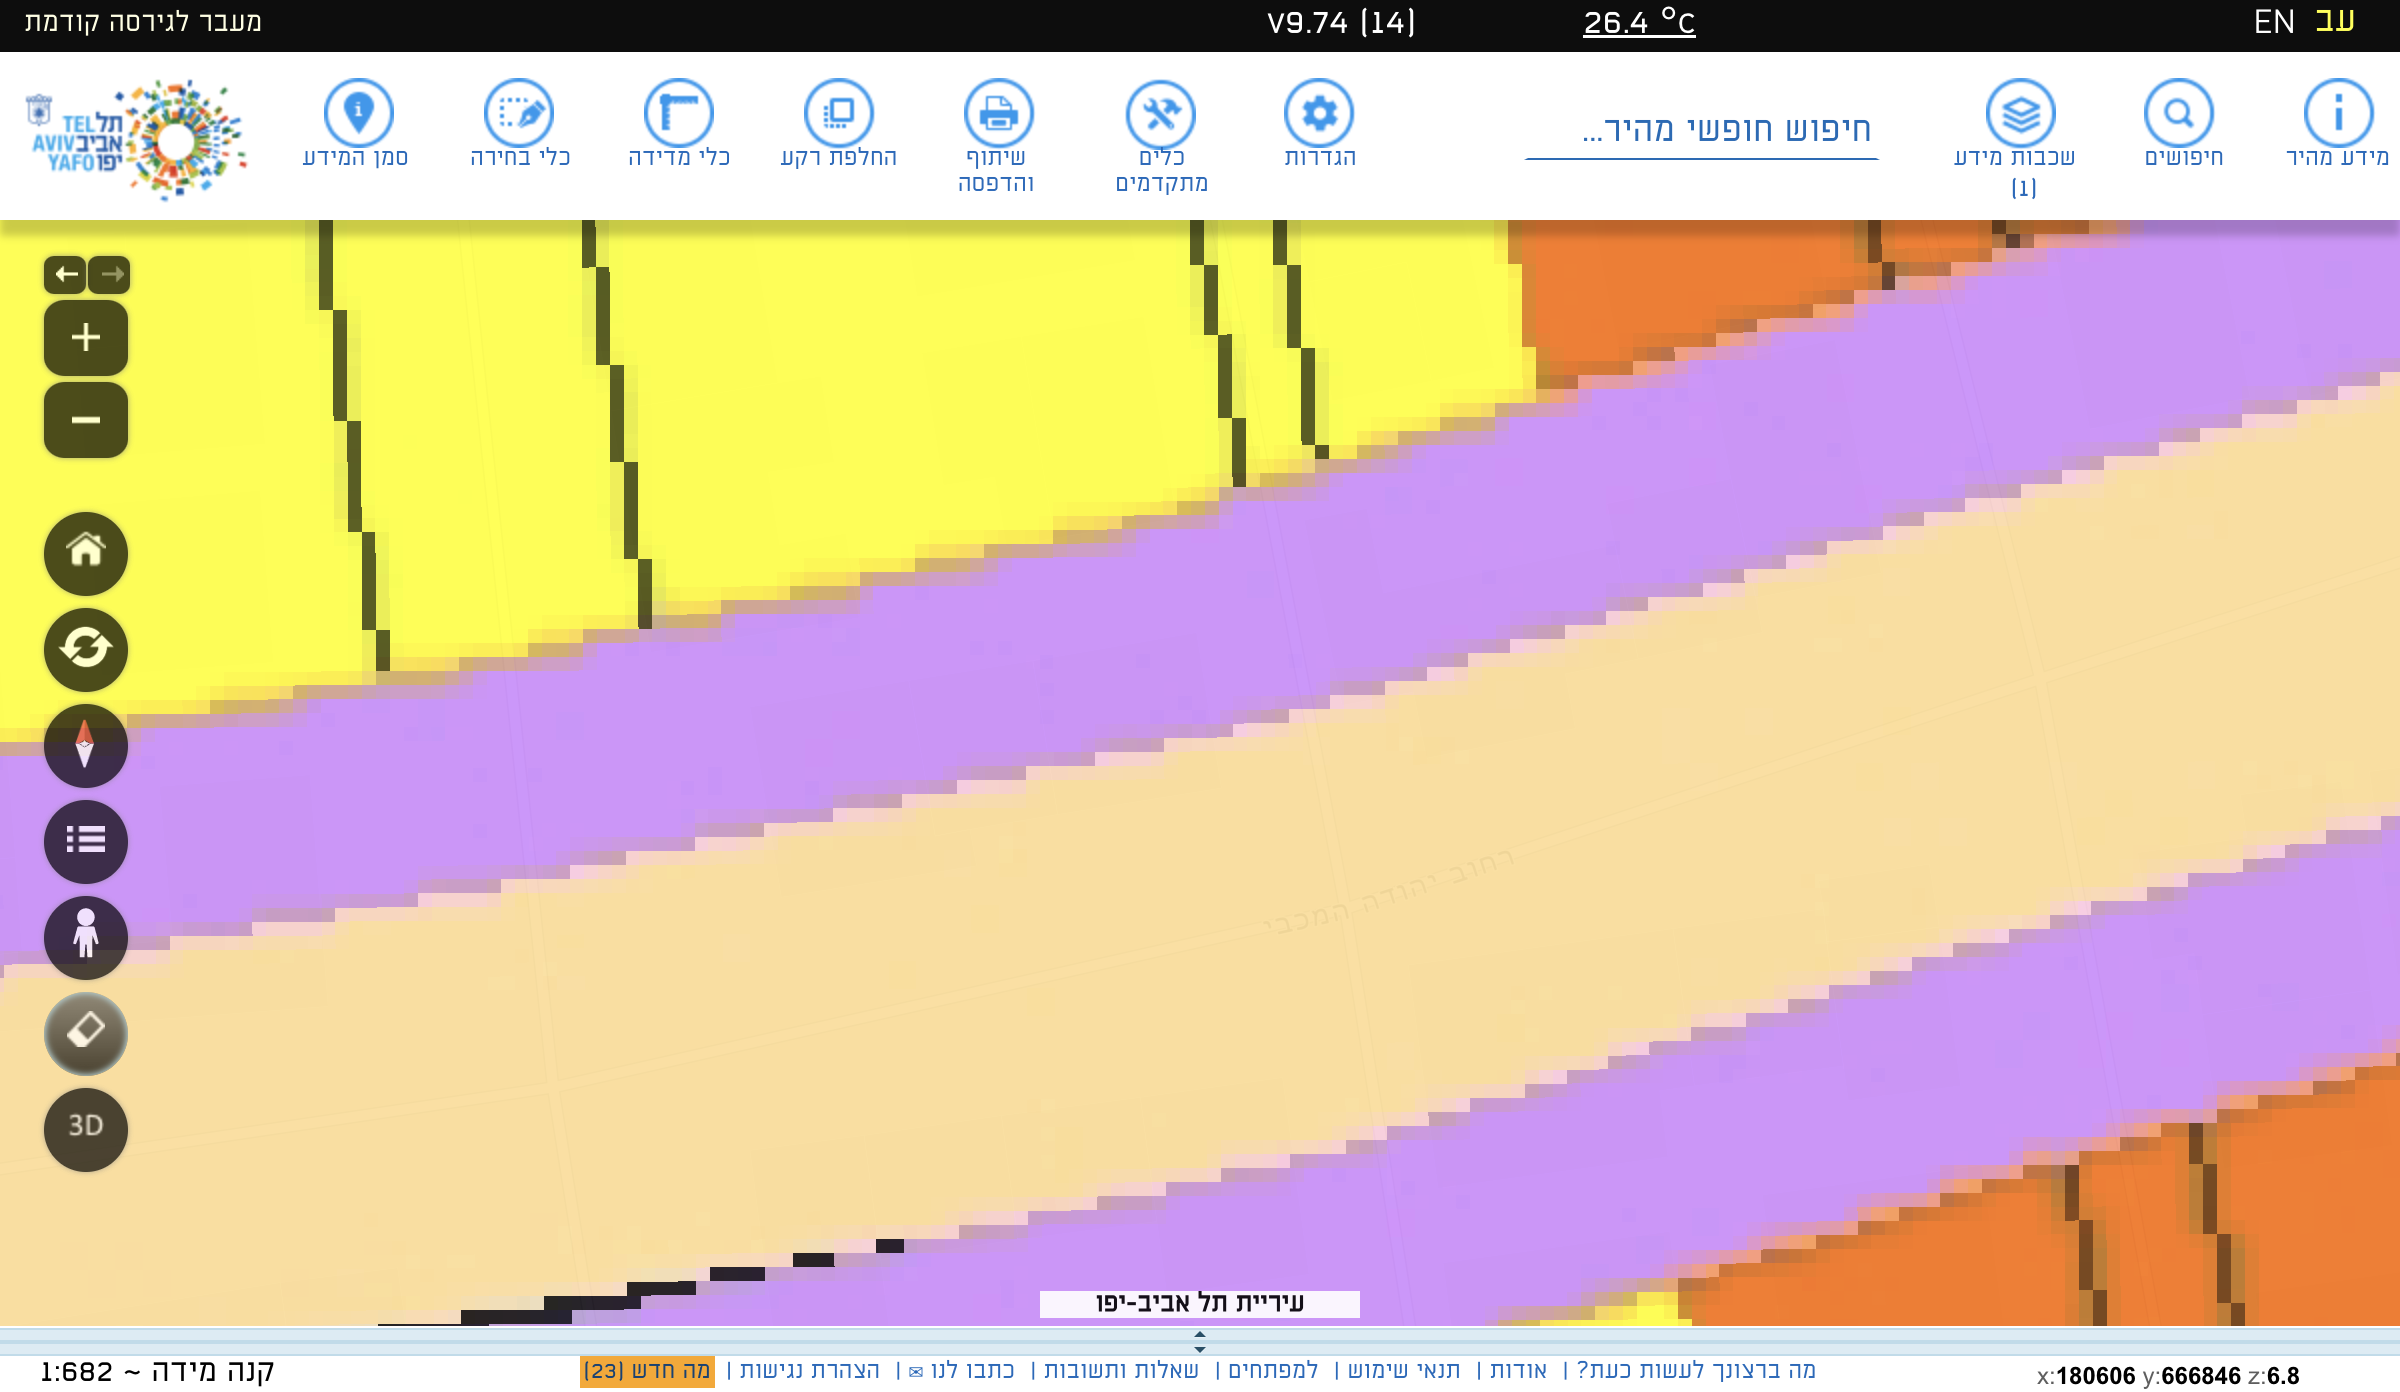 עב EN
26.4 °C
V9.74 (14)
מעבר לגירסה קודמת
מידע מהיר
חיפושים
שכבות מידע
(1)
חיפוש חופשי מהיר...
הגדרות
כלים
מתקדמים
שיתוף
והדפסה
החלפת רקע
כלי מדידה
כלי בחירה
סמן המידע
תל TEL
אביב AVIV
יפו YAFO
רחוב יהודה המכבי
3D
עיריית תל אביב-יפו
x:180606 y:666846 z:6.8
מה ברצונך לעשות כעת? | אודות | תנאי שימוש | למפתחים | שאלות ותשובות | כתבו לנו ✉ | הצהרת נגישות | מה חדש (23)
קנה מידה ~ 1:682